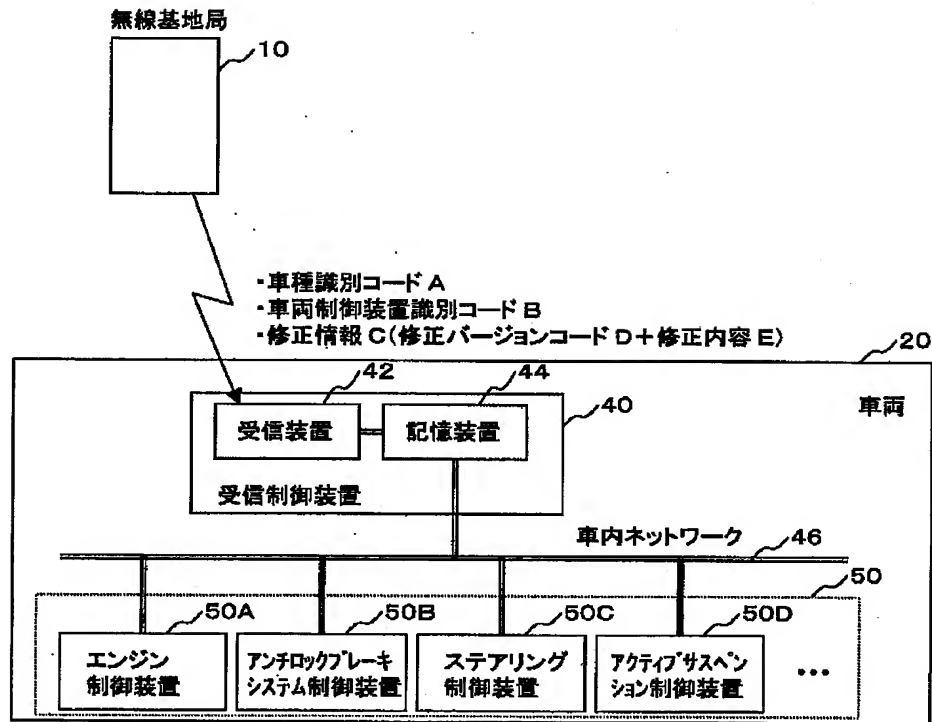 無線基地局
10
・車種識別コード A
・車両制御装置識別コード B
・修正情報 C(修正バージョンコード D+修正内容 E)
20
42
44
40
車両
受信装置
記憶装置
受信制御装置
車内ネットワーク
46
50
50A
50B
50C
50D
エンジン
制御装置
アンチロックブレーキ
システム制御装置
ステアリング
制御装置
アクティブサスペン
ション制御装置
•••